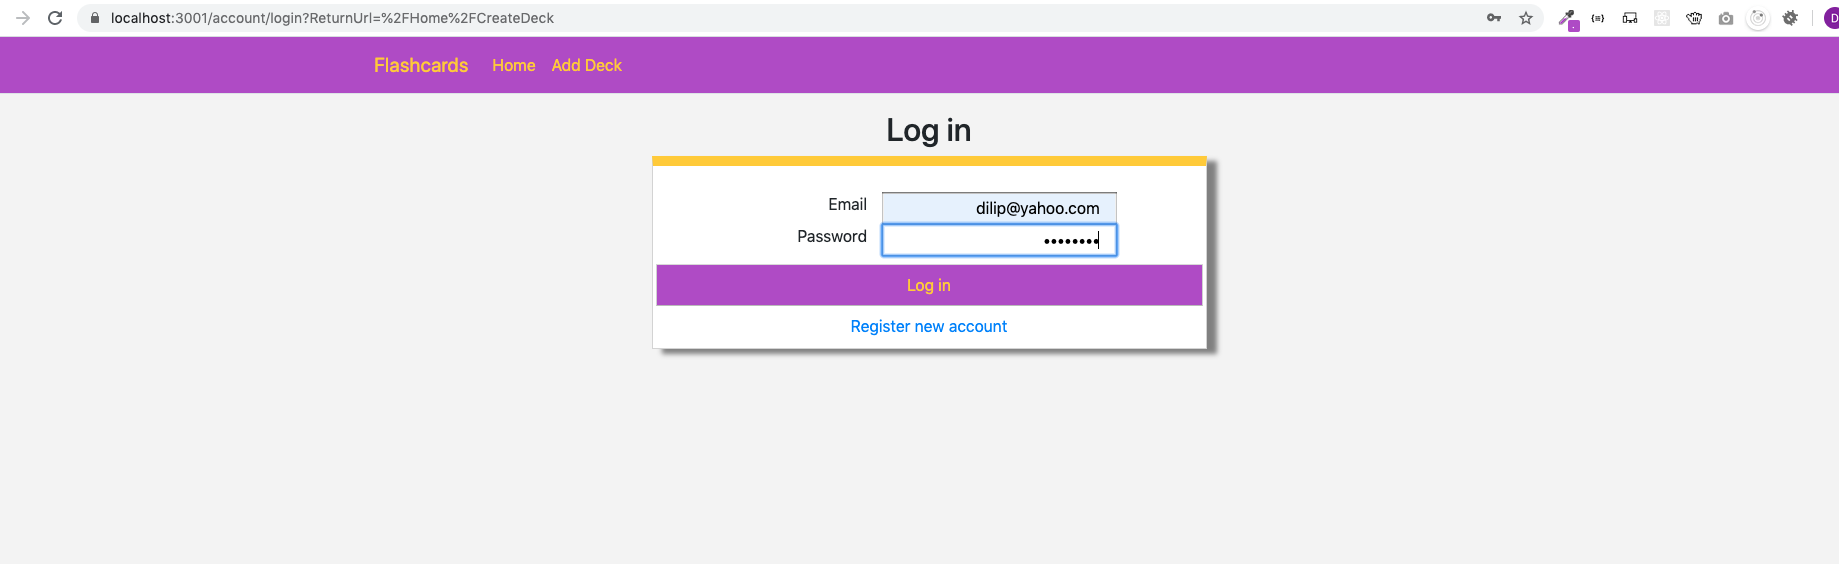 localhost:3001/account/login?ReturnUrl=%2FHome%2FCreateDeck
D
Flashcards Home Add Deck
Log in
Email dilip@yahoo.com
Password ••••••••
Log in
Register new account